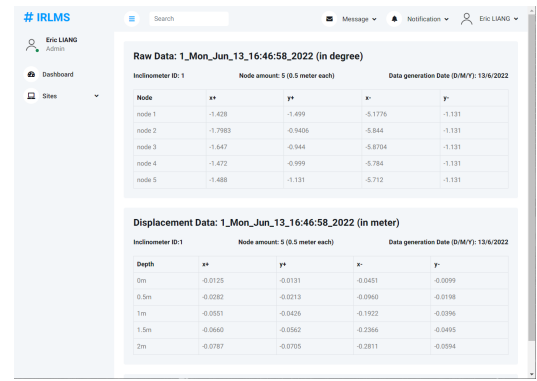 # IRLMS
Search
Message
Notification
Eric LIANG
Eric LIANG
Admin
Dashboard
Sites
Raw Data: 1_Mon_Jun_13_16:46:58_2022 (in degree)
Inclinometer ID: 1 Node amount: 5 (0.5 meter each) Data generation Date (D/M/Y): 13/6/2022
Node x+ y+ x- y-
node 1 -1.428 -1.499 -5.1776 -1.131
node 2 -1.7983 -0.9406 -5.844 -1.131
node 3 -1.647 -0.944 -5.8704 -1.131
node 4 -1.472 -0.999 -5.784 -1.131
node 5 -1.488 -1.131 -5.712 -1.131
Displacement Data: 1_Mon_Jun_13_16:46:58_2022 (in meter)
Inclinometer ID:1 Node amount: 5 (0.5 meter each) Data generation Date (D/M/Y): 13/6/2022
Depth x+ y+ x- y-
0m -0.0125 -0.0131 -0.0451 -0.0099
0.5m -0.0282 -0.0213 -0.0960 -0.0198
1m -0.0551 -0.0426 -0.1922 -0.0396
1.5m -0.0660 -0.0562 -0.2366 -0.0495
2m -0.0787 -0.0705 -0.2811 -0.0594